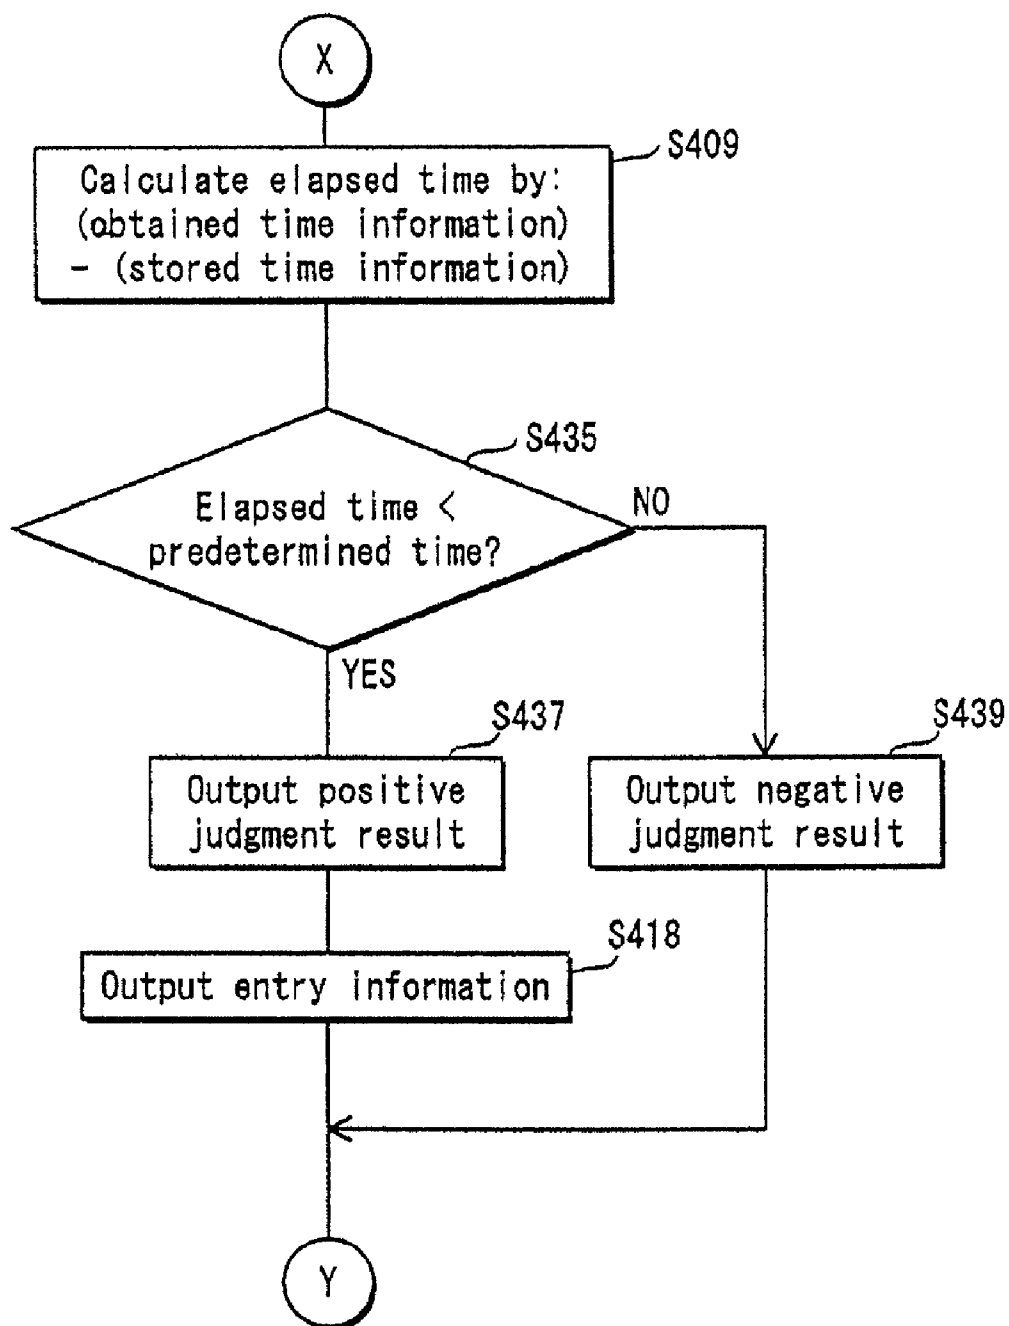 X
S409
Calculate elapsed time by:
(obtained time information)
- (stored time information)
S435
Elapsed time <
predetermined time?
NO
YES
S437
Output positive
judgment result
S439
Output negative
judgment result
S418
Output entry information
Y